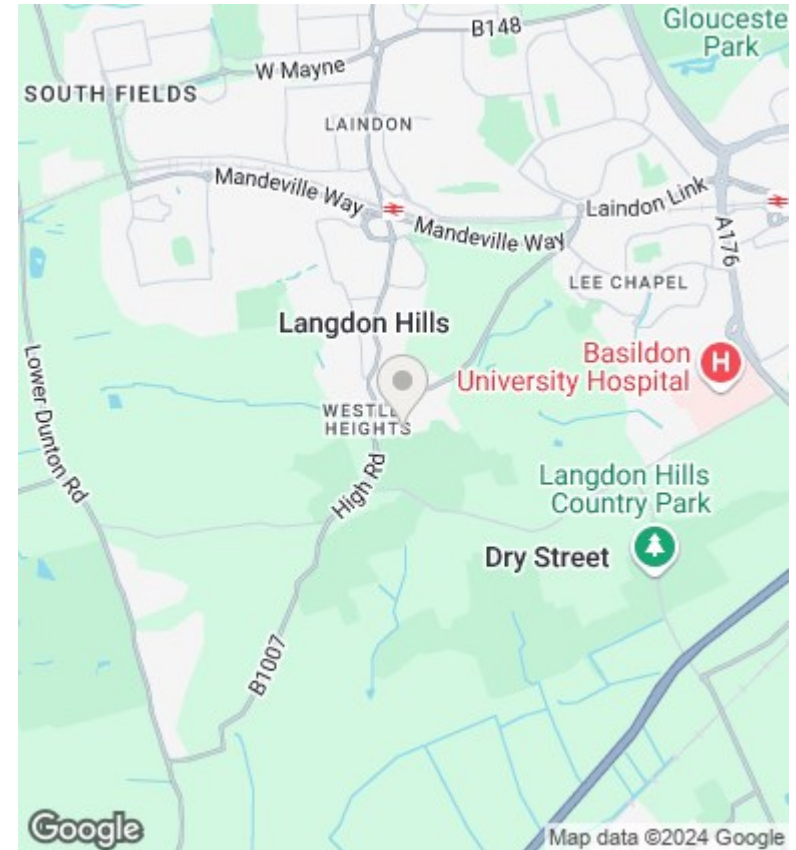 B148
Glouceste
Park
W Mayne
SOUTH FIELDS
LAINDON
Mandeville Way
Mandeville Way
Laindon Link
A176
LEE CHAPEL
Langdon Hills
Basildon
University Hospital
H
WESTLE
HEIGHTS
Lower Dunton Rd
High Rd
Langdon Hills
Country Park
Dry Street
B1007
Google
Map data ©2024 Google